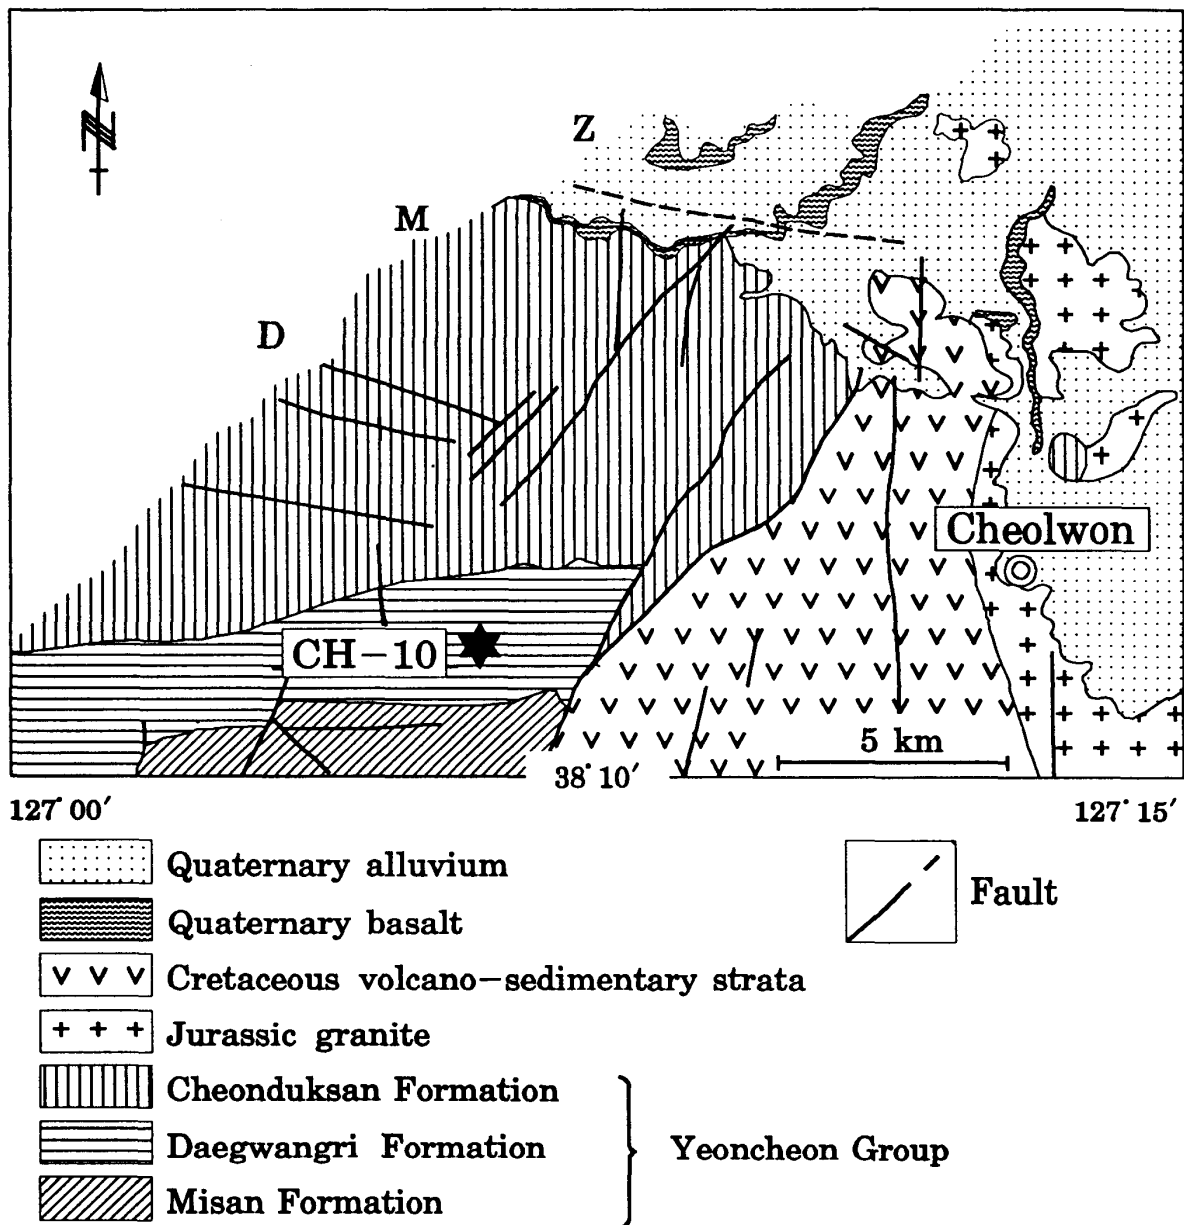 N
Z
M
D
Cheolwon
CH-10
5 km
38° 10′
127° 00′
127° 15′
Quaternary alluvium
Quaternary basalt
Cretaceous volcano-sedimentary strata
Jurassic granite
Cheonduksan Formation
Daegwangri Formation
Misan Formation
Yeoncheon Group
Fault